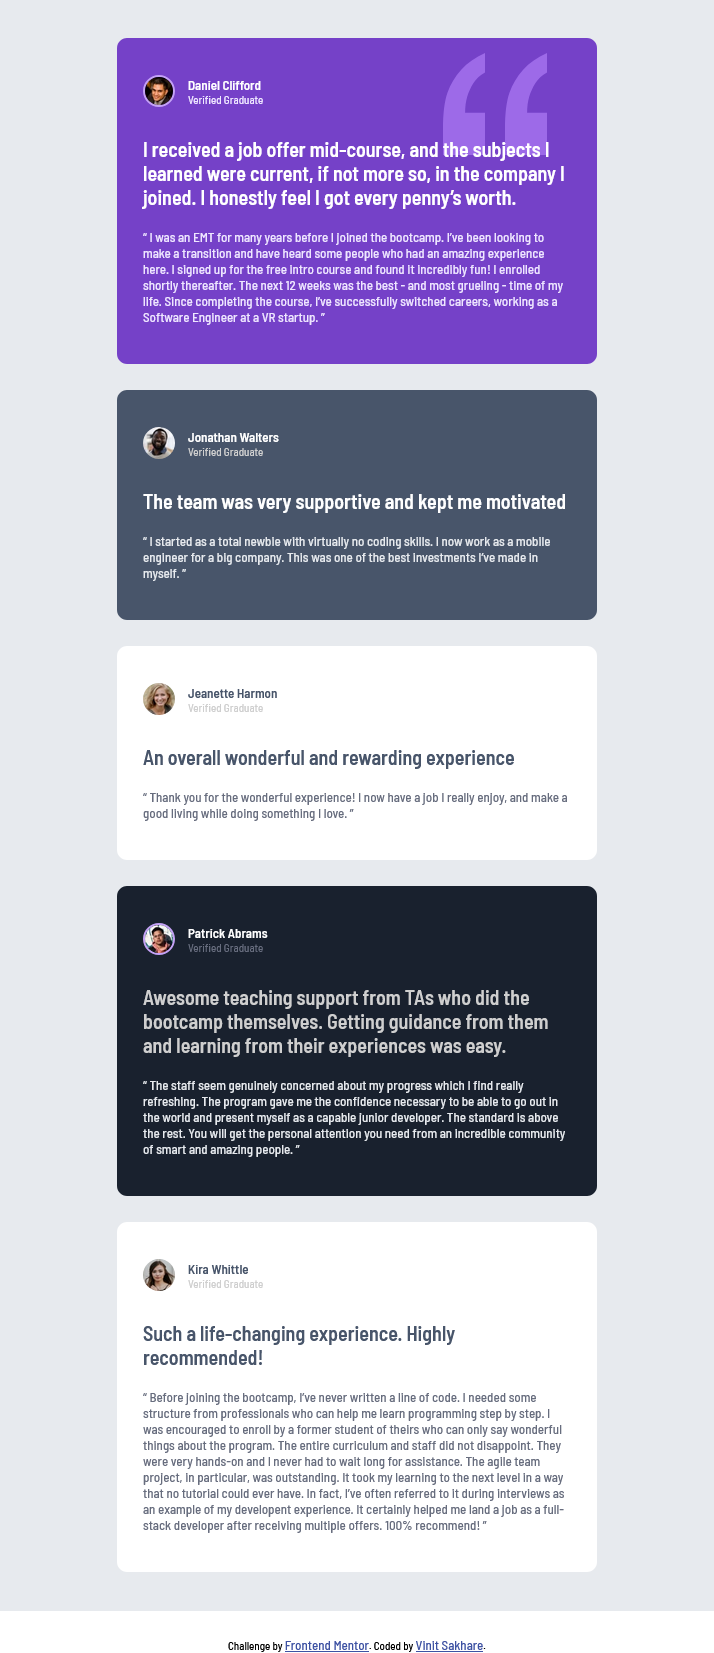 Daniel Clifford
Verified Graduate
I received a job offer mid-course, and the subjects I
learned were current, if not more so, in the company I
joined. I honestly feel I got every penny’s worth.
“ I was an EMT for many years before I joined the bootcamp. I’ve been looking to
make a transition and have heard some people who had an amazing experience
here. I signed up for the free intro course and found it incredibly fun! I enrolled
shortly thereafter. The next 12 weeks was the best - and most grueling - time of my
life. Since completing the course, I’ve successfully switched careers, working as a
Software Engineer at a VR startup. ”
Jonathan Walters
Verified Graduate
The team was very supportive and kept me motivated
“ I started as a total newbie with virtually no coding skills. I now work as a mobile
engineer for a big company. This was one of the best investments I’ve made in
myself. ”
Jeanette Harmon
Verified Graduate
An overall wonderful and rewarding experience
“ Thank you for the wonderful experience! I now have a job I really enjoy, and make a
good living while doing something I love. ”
Patrick Abrams
Verified Graduate
Awesome teaching support from TAs who did the
bootcamp themselves. Getting guidance from them
and learning from their experiences was easy.
“ The staff seem genuinely concerned about my progress which I find really
refreshing. The program gave me the confidence necessary to be able to go out in
the world and present myself as a capable junior developer. The standard is above
the rest. You will get the personal attention you need from an incredible community
of smart and amazing people. ”
Kira Whittle
Verified Graduate
Such a life-changing experience. Highly
recommended!
“ Before joining the bootcamp, I’ve never written a line of code. I needed some
structure from professionals who can help me learn programming step by step. I
was encouraged to enroll by a former student of theirs who can only say wonderful
things about the program. The entire curriculum and staff did not disappoint. They
were very hands-on and I never had to wait long for assistance. The agile team
project, in particular, was outstanding. It took my learning to the next level in a way
that no tutorial could ever have. In fact, I’ve often referred to it during interviews as
an example of my developent experience. It certainly helped me land a job as a full-
stack developer after receiving multiple offers. 100% recommend! ”
Challenge by Frontend Mentor. Coded by Vinit Sakhare.